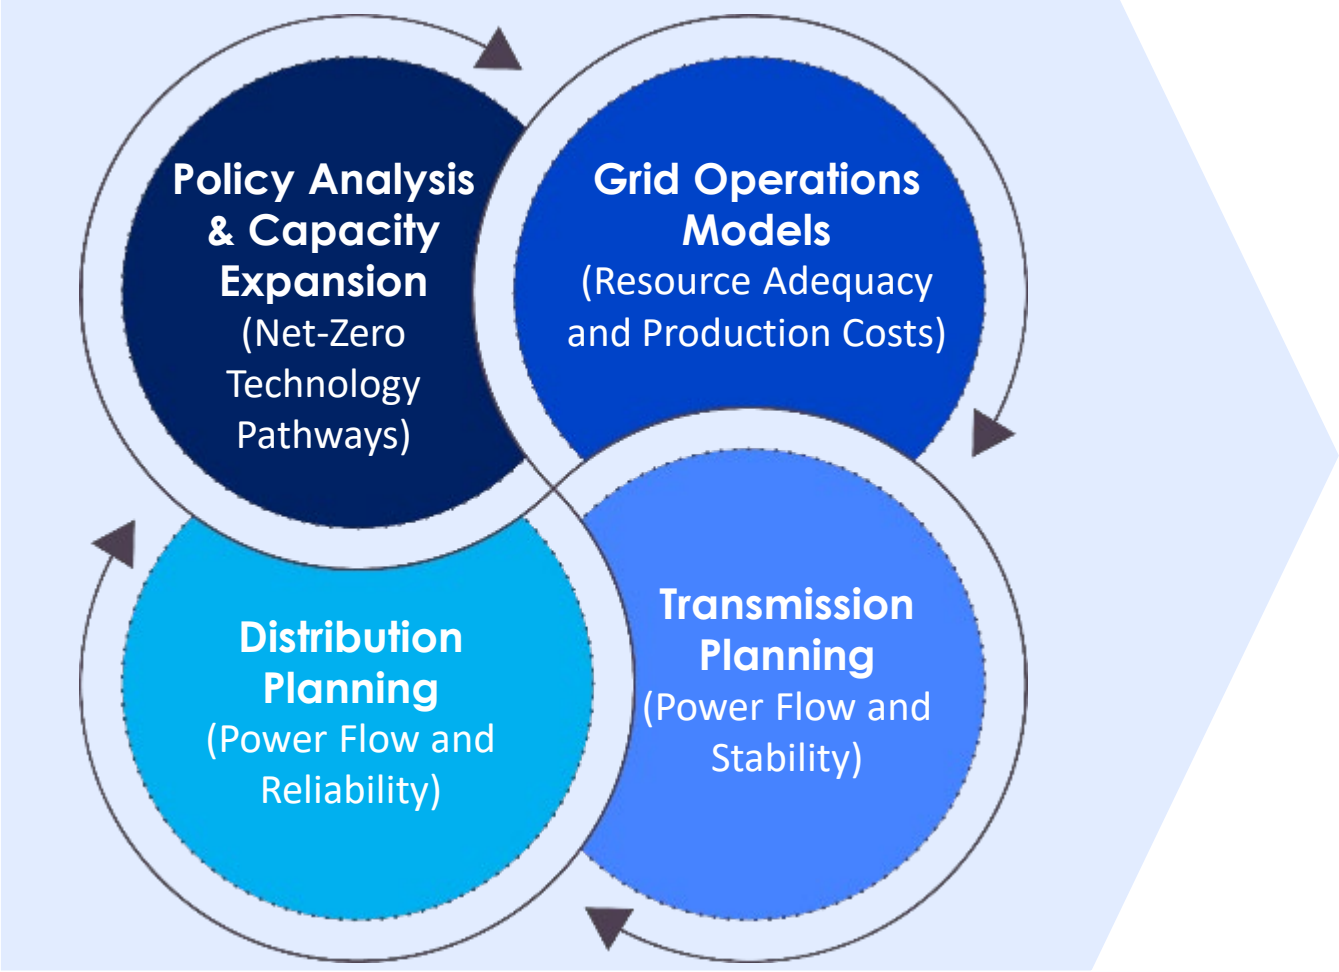 Policy Analysis
& Capacity
Expansion
(Net-Zero
Technology
Pathways)
Grid Operations
Models
(Resource Adequacy
and Production Costs)
Transmission
Planning
(Power Flow and
Stability)
Distribution
Planning
(Power Flow and
Reliability)